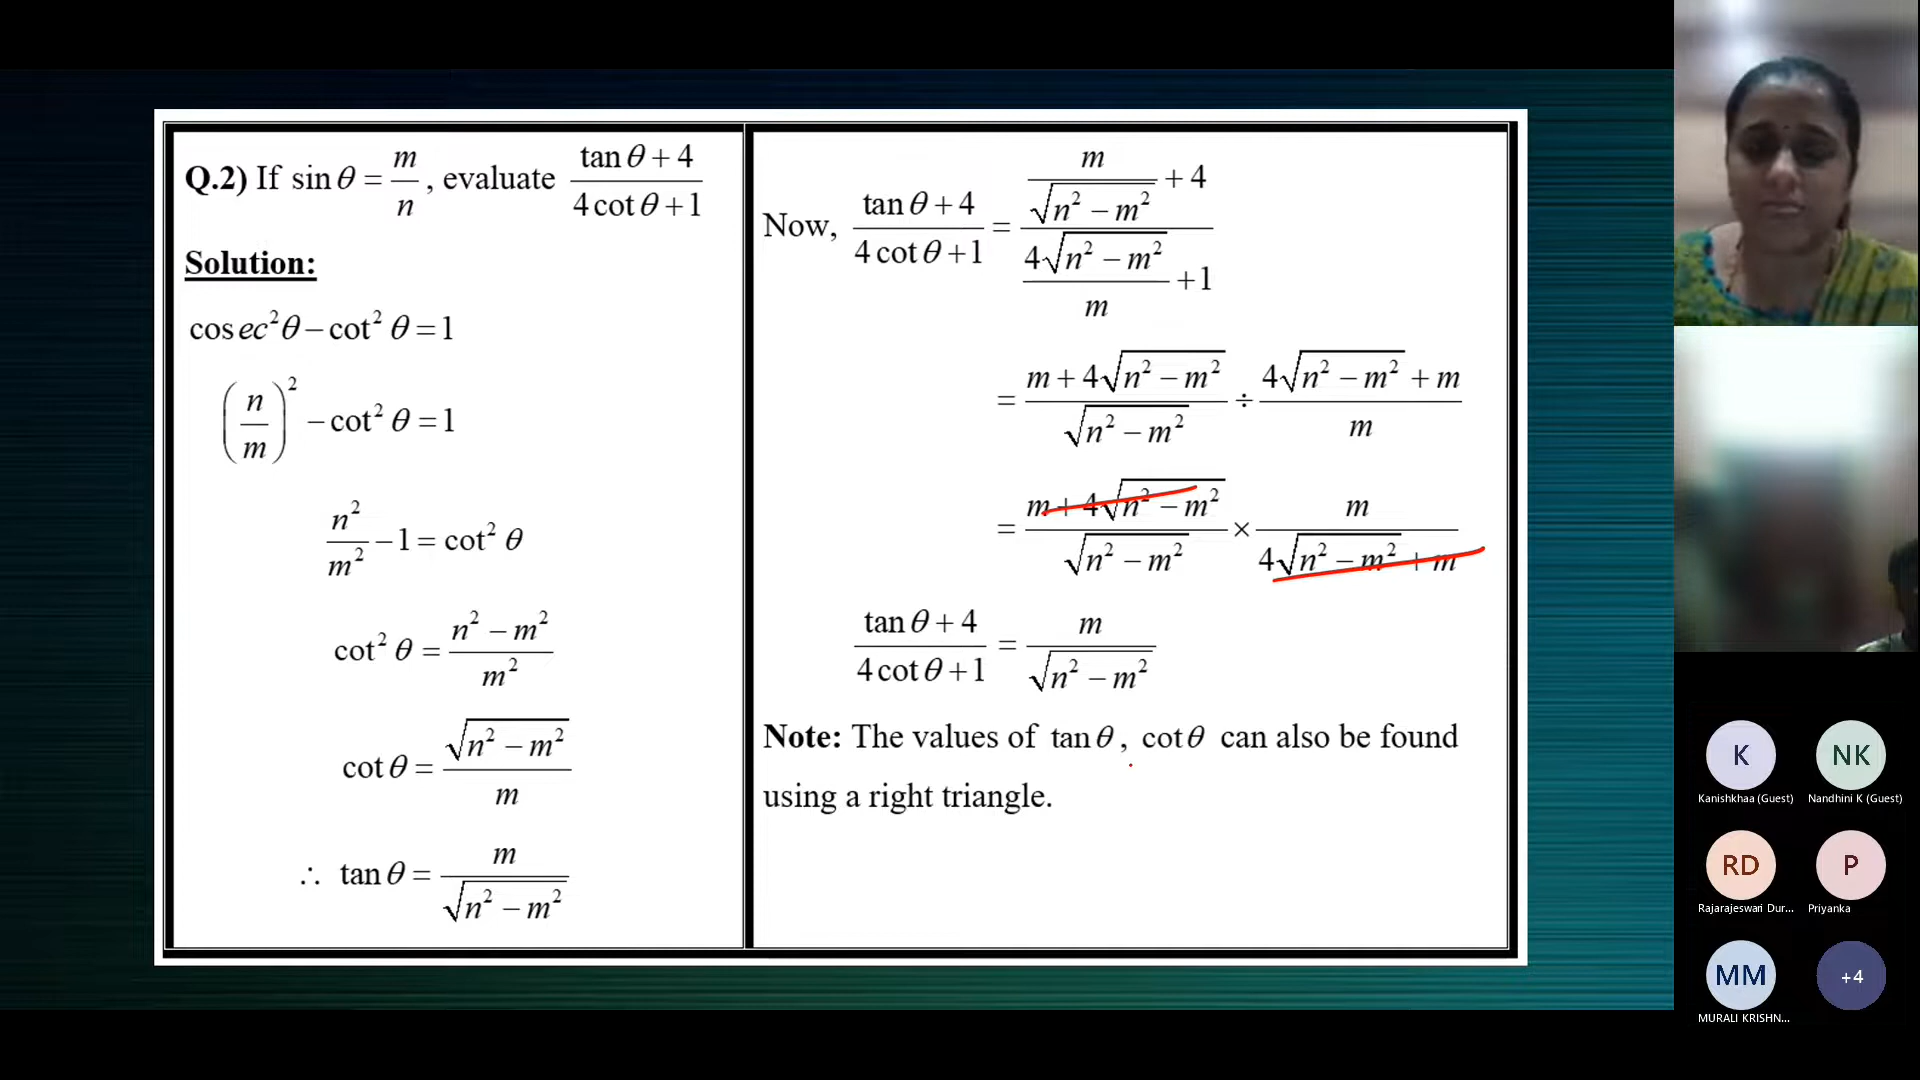 Q.2) If sin θ = m/n , evaluate (tan θ + 4)/(4 cot θ + 1)
Solution:
cosec²θ − cot² θ = 1
(n/m)² − cot² θ = 1
n²/m² − 1 = cot² θ
cot² θ = (n² − m²)/m²
cot θ = √(n² − m²)/m
∴ tan θ = m/√(n² − m²)
Now, (tan θ + 4)/(4 cot θ + 1) = (m/√(n² − m²) + 4)/(4√(n² − m²)/m + 1)
= (m + 4√(n² − m²))/√(n² − m²) ÷ (4√(n² − m²) + m)/m
= (m + 4√(n² − m²))/√(n² − m²) × m/(4√(n² − m²) + m)
(tan θ + 4)/(4 cot θ + 1) = m/√(n² − m²)
Note: The values of tan θ , cot θ can also be found
using a right triangle.
K
Kanishkhaa (Guest)
NK
Nandhini K (Guest)
RD
Rajarajeswari Dur...
P
Priyanka
MM
MURALI KRISHN...
+4